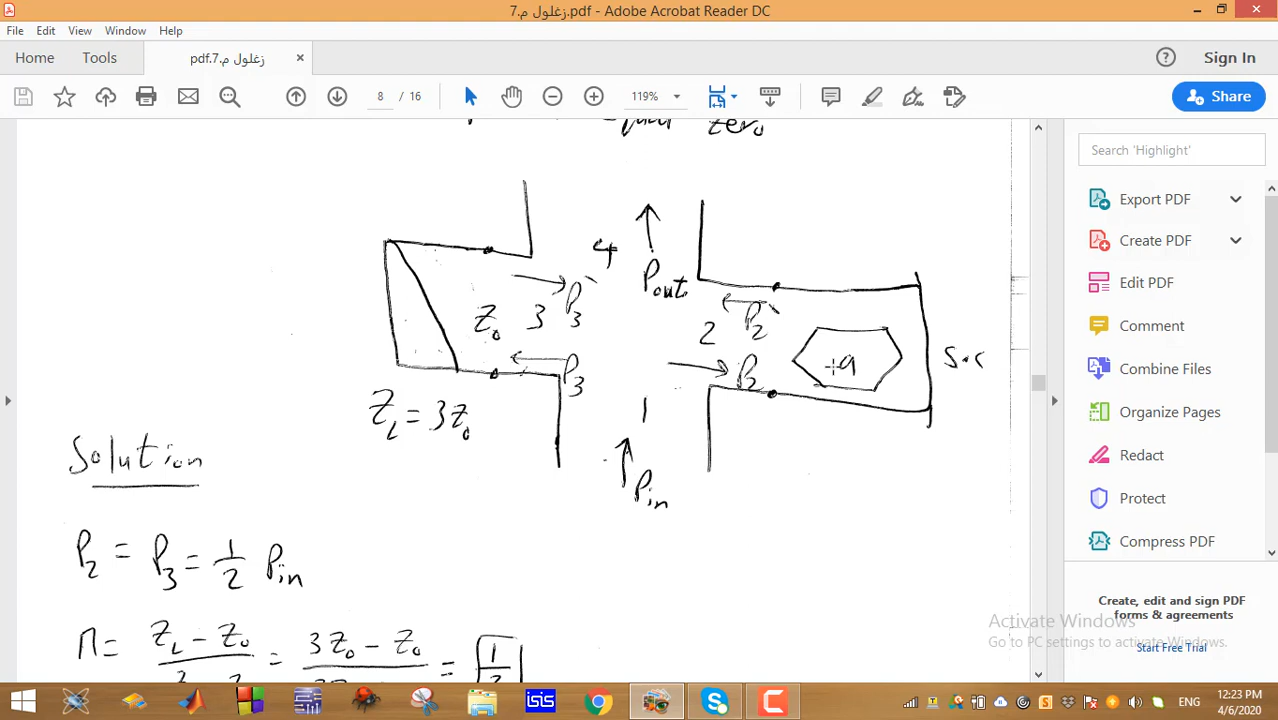 زغلول م.7.pdf - Adobe Acrobat Reader DC
File Edit View Window Help
Home Tools زغلول م.7.pdf × ? Sign In
8 / 16 119% Share
zero
4
Pout
P3`
Z0 3
P3
2 P2`
P2
+a
S.C
ZL = 3Z0
1
Pin
Solution
P2 = P3 = 1/2 Pin
Γ = ZL - Z0 = 3Z0 - Z0 = 1
Search 'Highlight'
Export PDF
Create PDF
Edit PDF
Comment
Combine Files
Organize Pages
Redact
Protect
Compress PDF
Create, edit and sign PDF
forms & agreements
Start Free Trial
Activate Windows
Go to PC settings to activate Windows.
isis
12:23 PM
4/6/2020